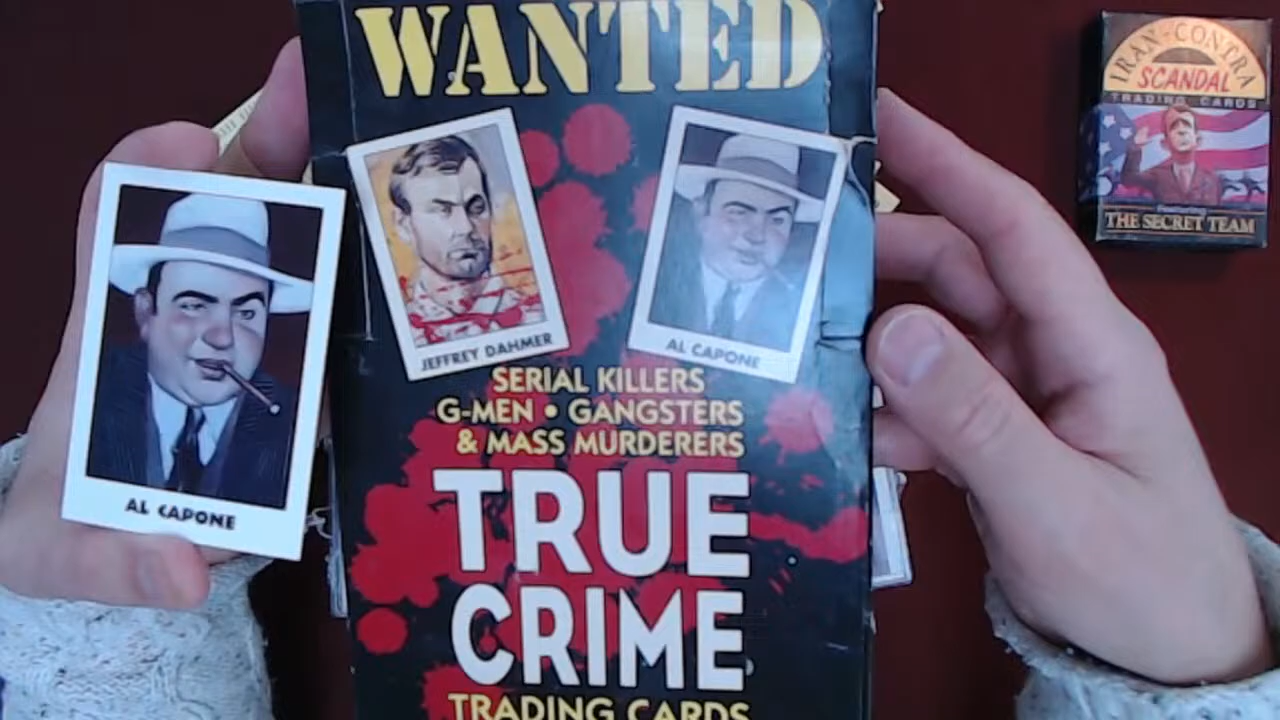 WANTED
JEFFREY DAHMER
AL CAPONE
SERIAL KILLERS
G-MEN • GANGSTERS
& MASS MURDERERS
TRUE
CRIME
TRADING CARDS
AL CAPONE
IRAN-CONTRA
SCANDAL
TRADING CARDS
THE SECRET TEAM